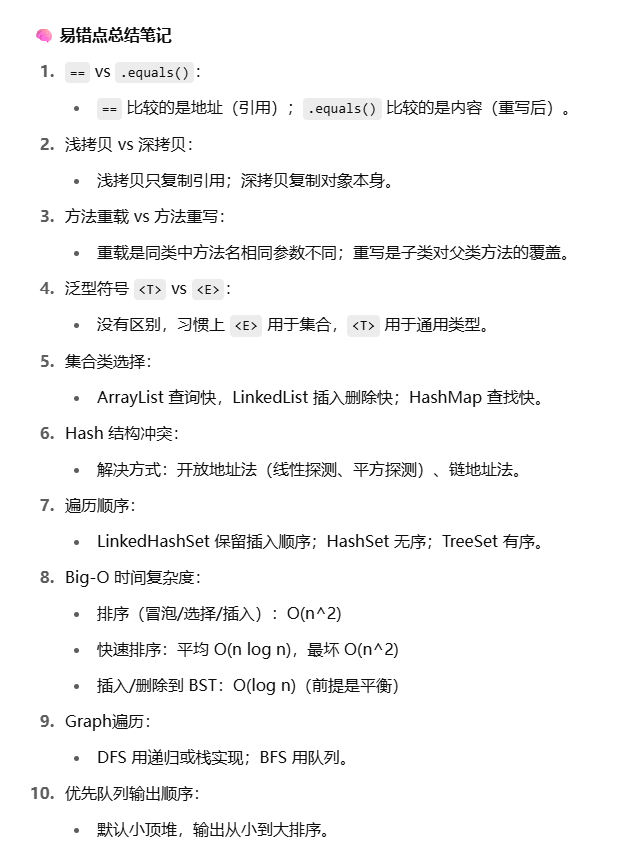 🧠 易错点总结笔记
1. == vs .equals()：
• == 比较的是地址（引用）；.equals() 比较的是内容（重写后）。
2. 浅拷贝 vs 深拷贝：
• 浅拷贝只复制引用；深拷贝复制对象本身。
3. 方法重载 vs 方法重写：
• 重载是同类中方法名相同参数不同；重写是子类对父类方法的覆盖。
4. 泛型符号 <T> vs <E>：
• 没有区别，习惯上 <E> 用于集合，<T> 用于通用类型。
5. 集合类选择：
• ArrayList 查询快，LinkedList 插入删除快；HashMap 查找快。
6. Hash 结构冲突：
• 解决方式：开放地址法（线性探测、平方探测）、链地址法。
7. 遍历顺序：
• LinkedHashSet 保留插入顺序；HashSet 无序；TreeSet 有序。
8. Big-O 时间复杂度：
• 排序（冒泡/选择/插入）：O(n^2)
• 快速排序：平均 O(n log n)，最坏 O(n^2)
• 插入/删除到 BST：O(log n)（前提是平衡）
9. Graph遍历：
• DFS 用递归或栈实现；BFS 用队列。
10. 优先队列输出顺序：
• 默认小顶堆，输出从小到大排序。